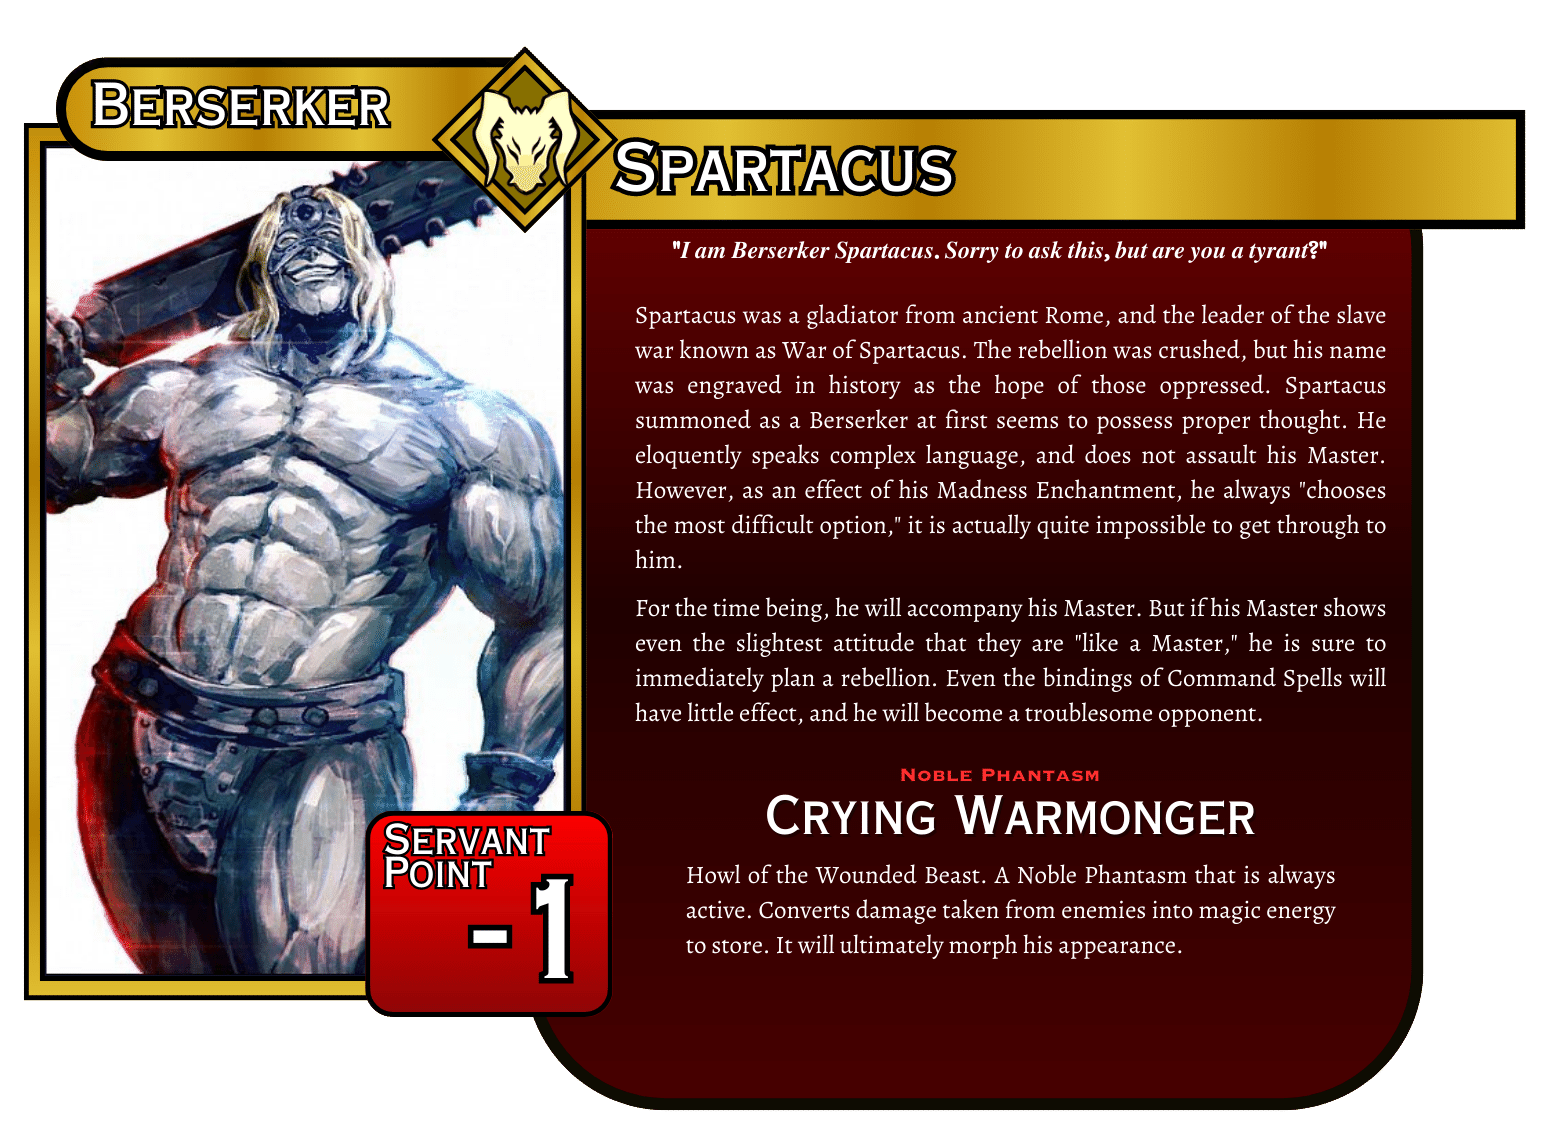 BERSERKER
SPARTACUS
"I am Berserker Spartacus. Sorry to ask this, but are you a tyrant?"
Spartacus was a gladiator from ancient Rome, and the leader of the slave
war known as War of Spartacus. The rebellion was crushed, but his name
was engraved in history as the hope of those oppressed. Spartacus
summoned as a Berserker at first seems to possess proper thought. He
eloquently speaks complex language, and does not assault his Master.
However, as an effect of his Madness Enchantment, he always "chooses
the most difficult option," it is actually quite impossible to get through to
him.
For the time being, he will accompany his Master. But if his Master shows
even the slightest attitude that they are "like a Master," he is sure to
immediately plan a rebellion. Even the bindings of Command Spells will
have little effect, and he will become a troublesome opponent.
NOBLE PHANTASM
CRYING WARMONGER
Howl of the Wounded Beast. A Noble Phantasm that is always
active. Converts damage taken from enemies into magic energy
to store. It will ultimately morph his appearance.
SERVANT
POINT
-1